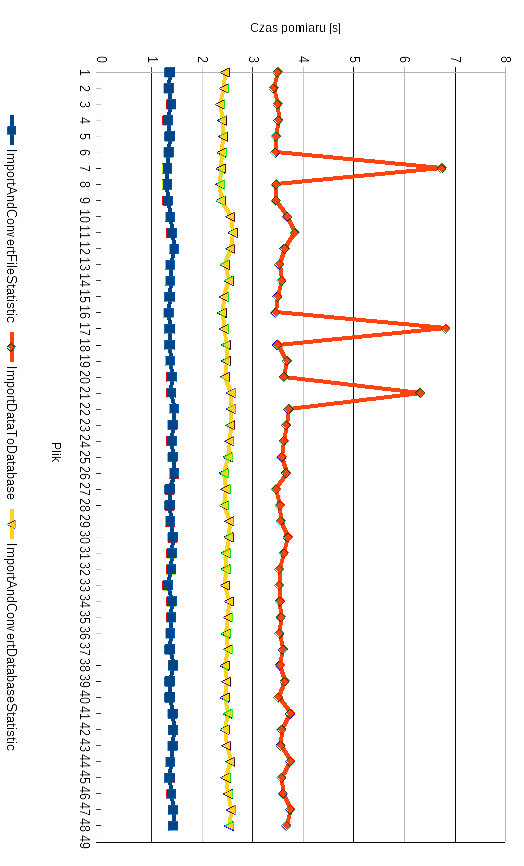 Czas pomiaru [s]
0 1 2 3 4 5 6 7 8
1 2 3 4 5 6 7 8 9 10 11 12 13 14 15 16 17 18 19 20 21 22 23 24 25 26 27 28 29 30 31 32 33 34 35 36 37 38 39 40 41 42 43 44 45 46 47 48 49
Plik
ImportAndConvertFileStatistic ImportDataToDatabase ImportAndConvertDatabaseStatistic